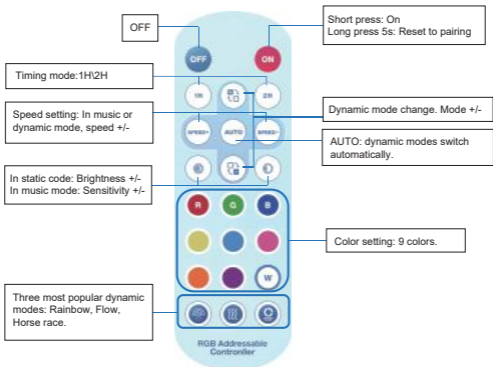 OFF
Short press: On
Long press 5s: Reset to pairing
OFF
ON
Timing mode:1H\2H
1H
2H
Speed setting: In music or
dynamic mode, speed +/-
Dynamic mode change. Mode +/-
SPEED+
AUTO
SPEED-
AUTO: dynamic modes switch
automatically.
In static code: Brightness +/-
In music mode: Sensitivity +/-
R
G
B
Color setting: 9 colors.
W
Three most popular dynamic
modes: Rainbow, Flow,
Horse race.
RGB Addressable
Controller